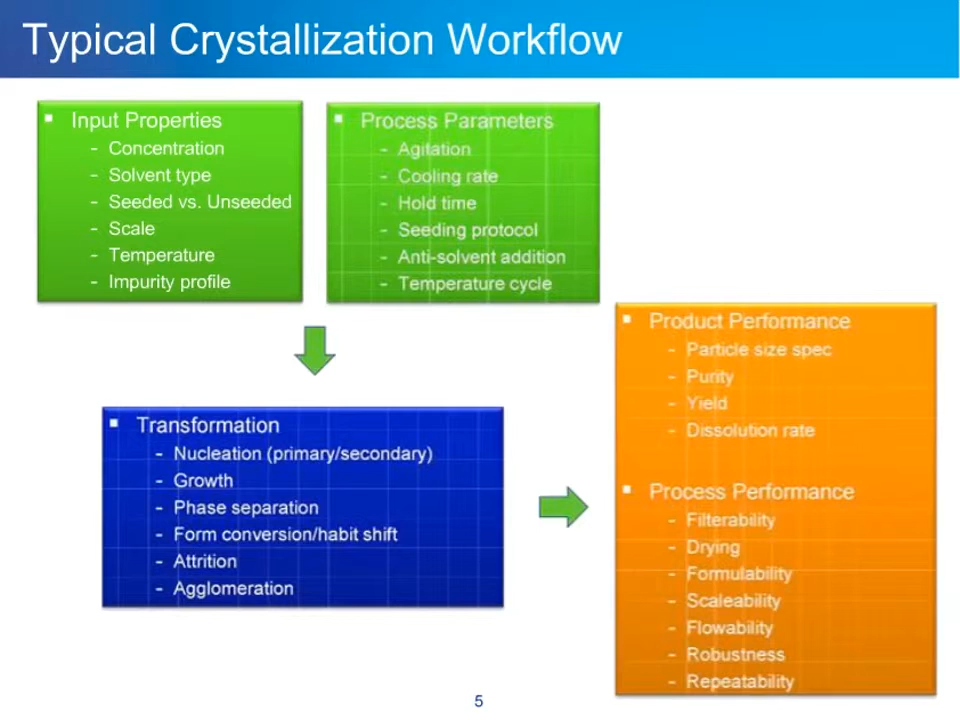 Typical Crystallization Workflow
▪ Input Properties
- Concentration
- Solvent type
- Seeded vs. Unseeded
- Scale
- Temperature
- Impurity profile
▪ Process Parameters
- Agitation
- Cooling rate
- Hold time
- Seeding protocol
- Anti-solvent addition
- Temperature cycle
▪ Transformation
- Nucleation (primary/secondary)
- Growth
- Phase separation
- Form conversion/habit shift
- Attrition
- Agglomeration
▪ Product Performance
- Particle size spec
- Purity
- Yield
- Dissolution rate
▪ Process Performance
- Filterability
- Drying
- Formulability
- Scaleability
- Flowability
- Robustness
- Repeatability
5